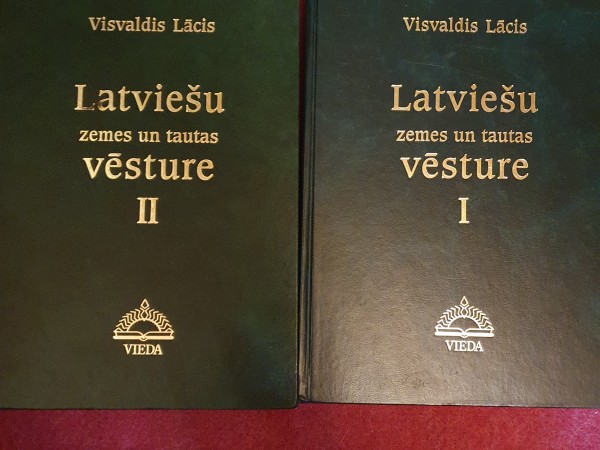 Visvaldis Lācis
Latviešu
zemes un tautas
vēsture
II
VIEDA
Visvaldis Lācis
Latviešu
zemes un tautas
vēsture
I
VIEDA